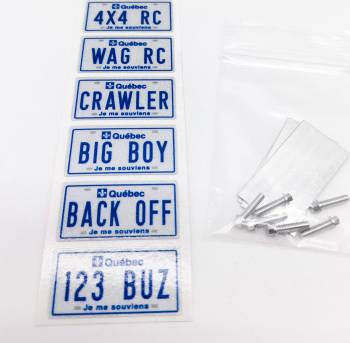 Québec
4X4 RC
Je me souviens
Québec
WAG RC
Je me souviens
Québec
CRAWLER
Je me souviens
Québec
BIG BOY
Je me souviens
Québec
BACK OFF
Je me souviens
Québec
123 BUZ
Je me souviens